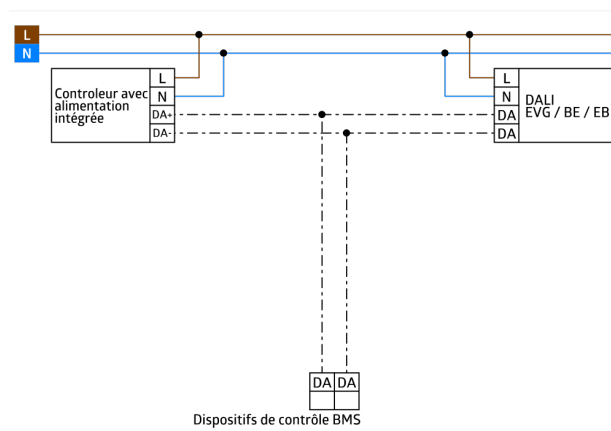 L
N
Controleur avec
alimentation
intégrée
L
N
DA+
DA-
L
N
DA
DA
DALI
EVG / BE / EB
DA DA
Dispositifs de contrôle BMS